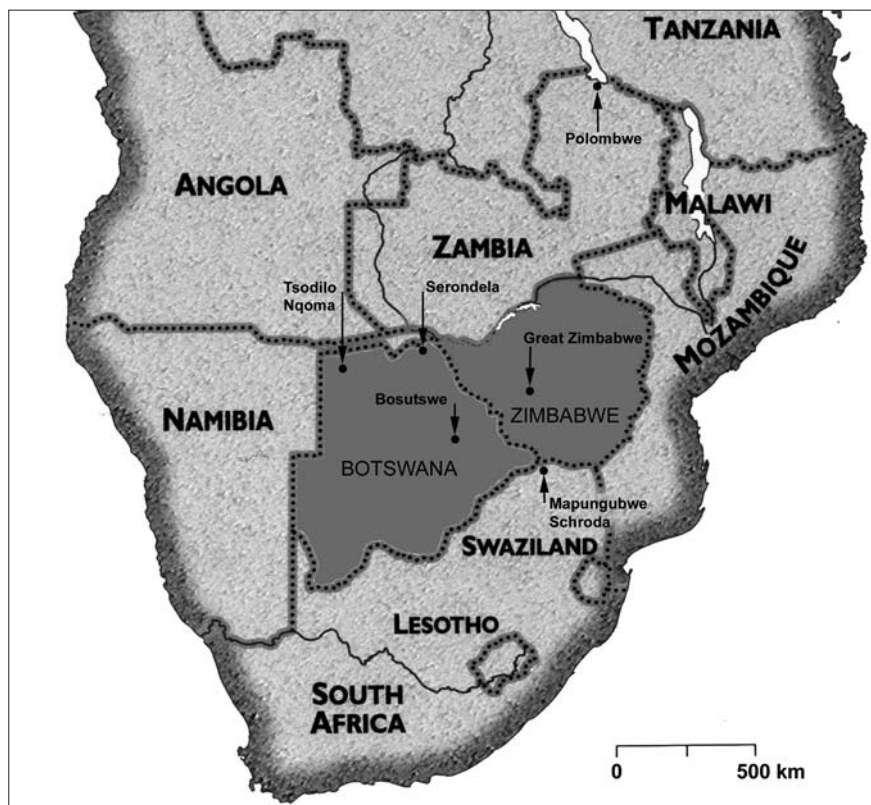 TANZANIA
Polombwe
ANGOLA
MALAWI
ZAMBIA
Tsodilo
Nqoma
Serondela
MOZAMBIQUE
Great Zimbabwe
NAMIBIA
Bosutswe
ZIMBABWE
BOTSWANA
Mapungubwe
Schroda
SWAZILAND
LESOTHO
SOUTH
AFRICA
0 500 km